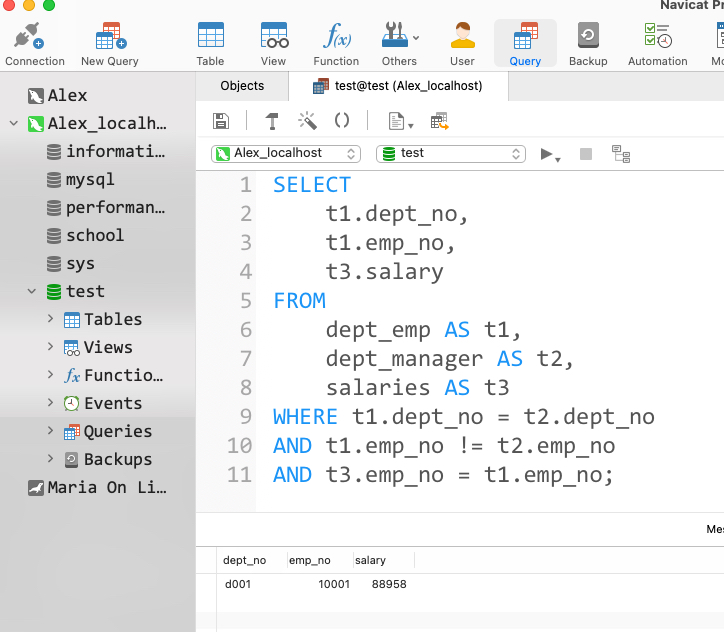 Navicat Pr
Connection New Query Table View Function Others User Query Backup Automation
Objects test@test (Alex_localhost)
Alex_localhost test
Alex
Alex_localh…
informati…
mysql
performan…
school
sys
test
Tables
Views
fx Functio…
Events
Queries
Backups
Maria On Li…
1 SELECT
2 t1.dept_no,
3 t1.emp_no,
4 t3.salary
5 FROM
6 dept_emp AS t1,
7 dept_manager AS t2,
8 salaries AS t3
9 WHERE t1.dept_no = t2.dept_no
10 AND t1.emp_no != t2.emp_no
11 AND t3.emp_no = t1.emp_no;
Mes
dept_no emp_no salary
d001 10001 88958